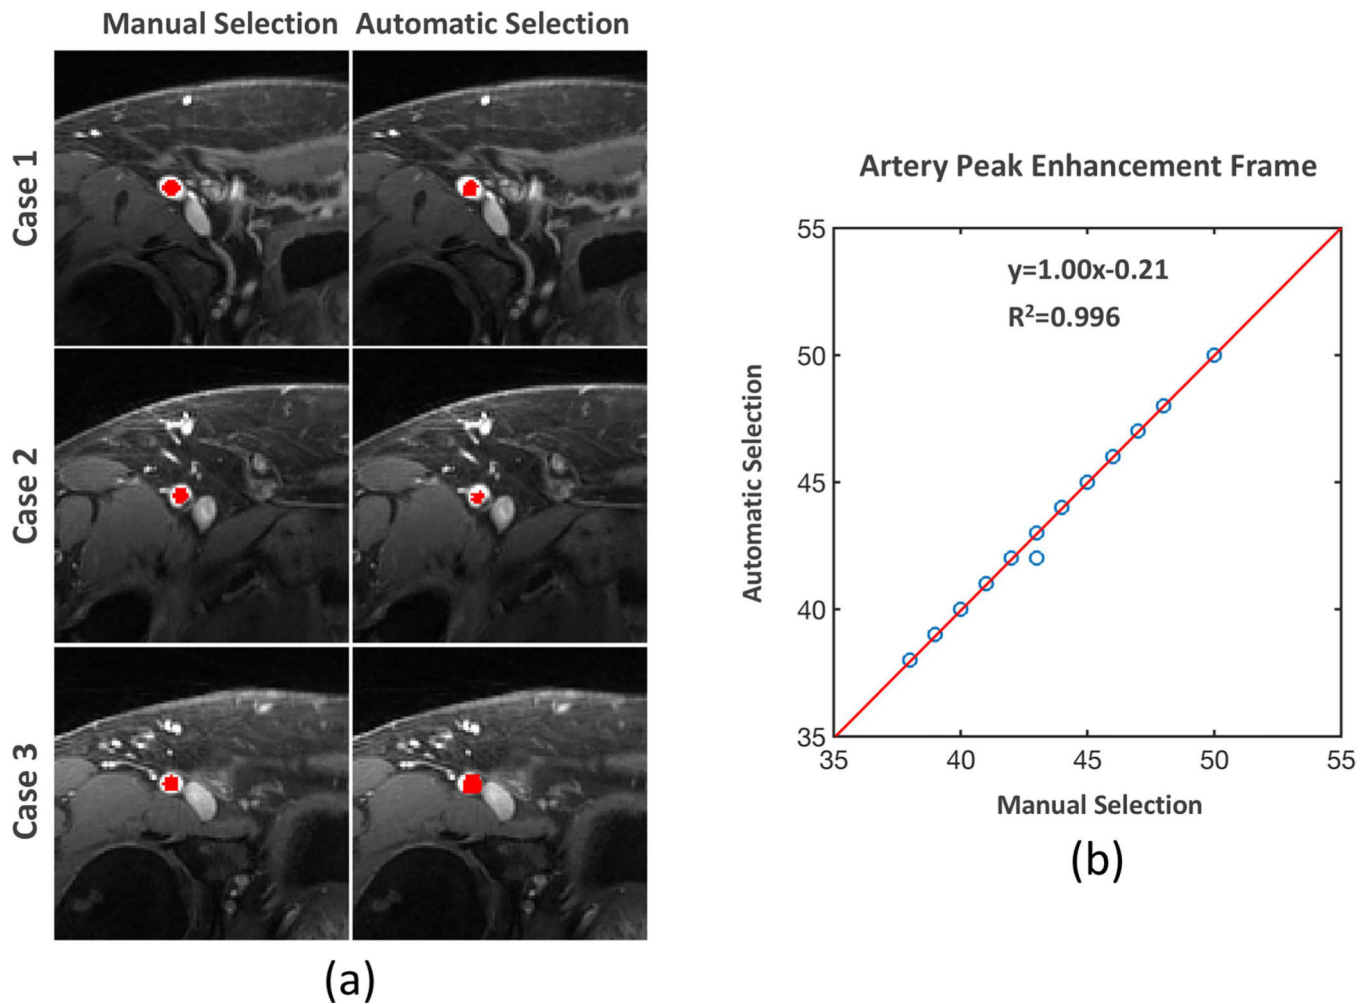 Manual Selection Automatic Selection
Case 1
Case 2
Case 3
(a)
Artery Peak Enhancement Frame
y=1.00x-0.21
R²=0.996
55
50
45
40
35
35 40 45 50 55
Automatic Selection
Manual Selection
(b)